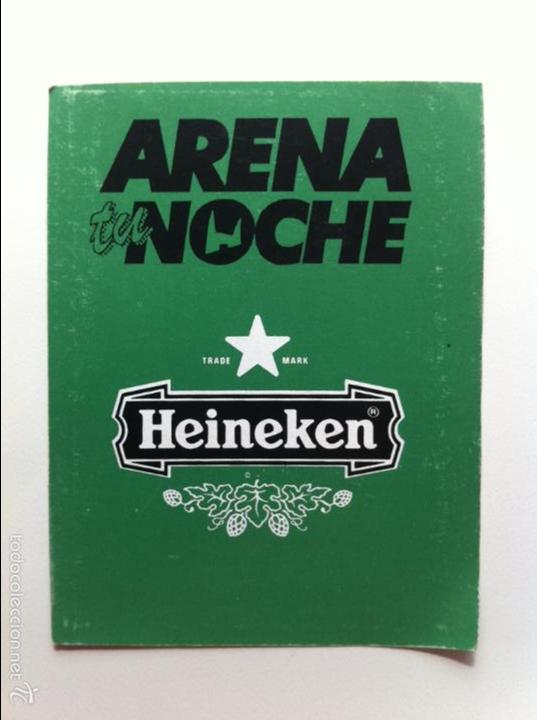 ARENA
tu NOCHE
TRADE MARK
Heineken ®
©
todocoleccion.net